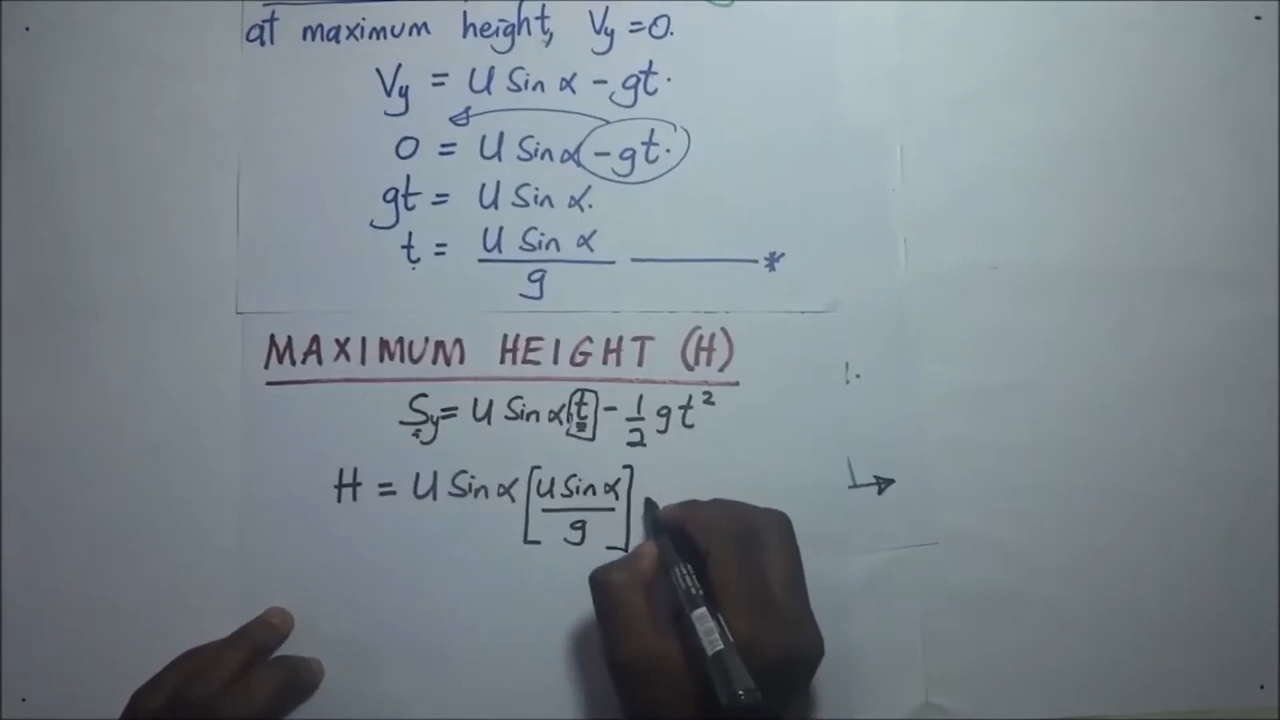 at maximum height, Vy = 0.
Vy = U Sin α - gt.
0 = U Sin α - gt.
gt = U Sin α.
t = U Sin α / g ———— *
MAXIMUM HEIGHT (H)
Sy = U Sin α t - 1/2 gt²
H = U Sin α [U Sin α / g]